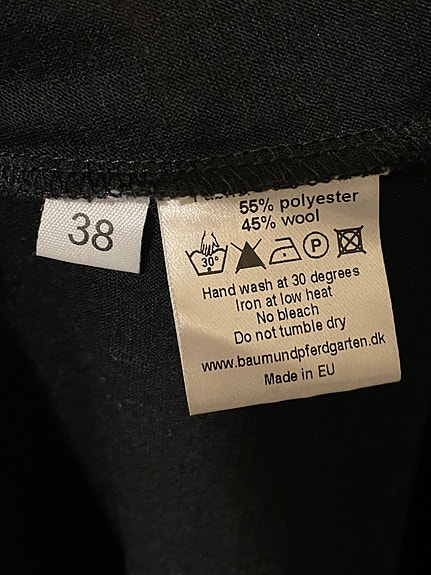 38
55% polyester
45% wool
30°
P
Hand wash at 30 degrees
Iron at low heat
No bleach
Do not tumble dry
www.baumundpferdgarten.dk
Made in EU